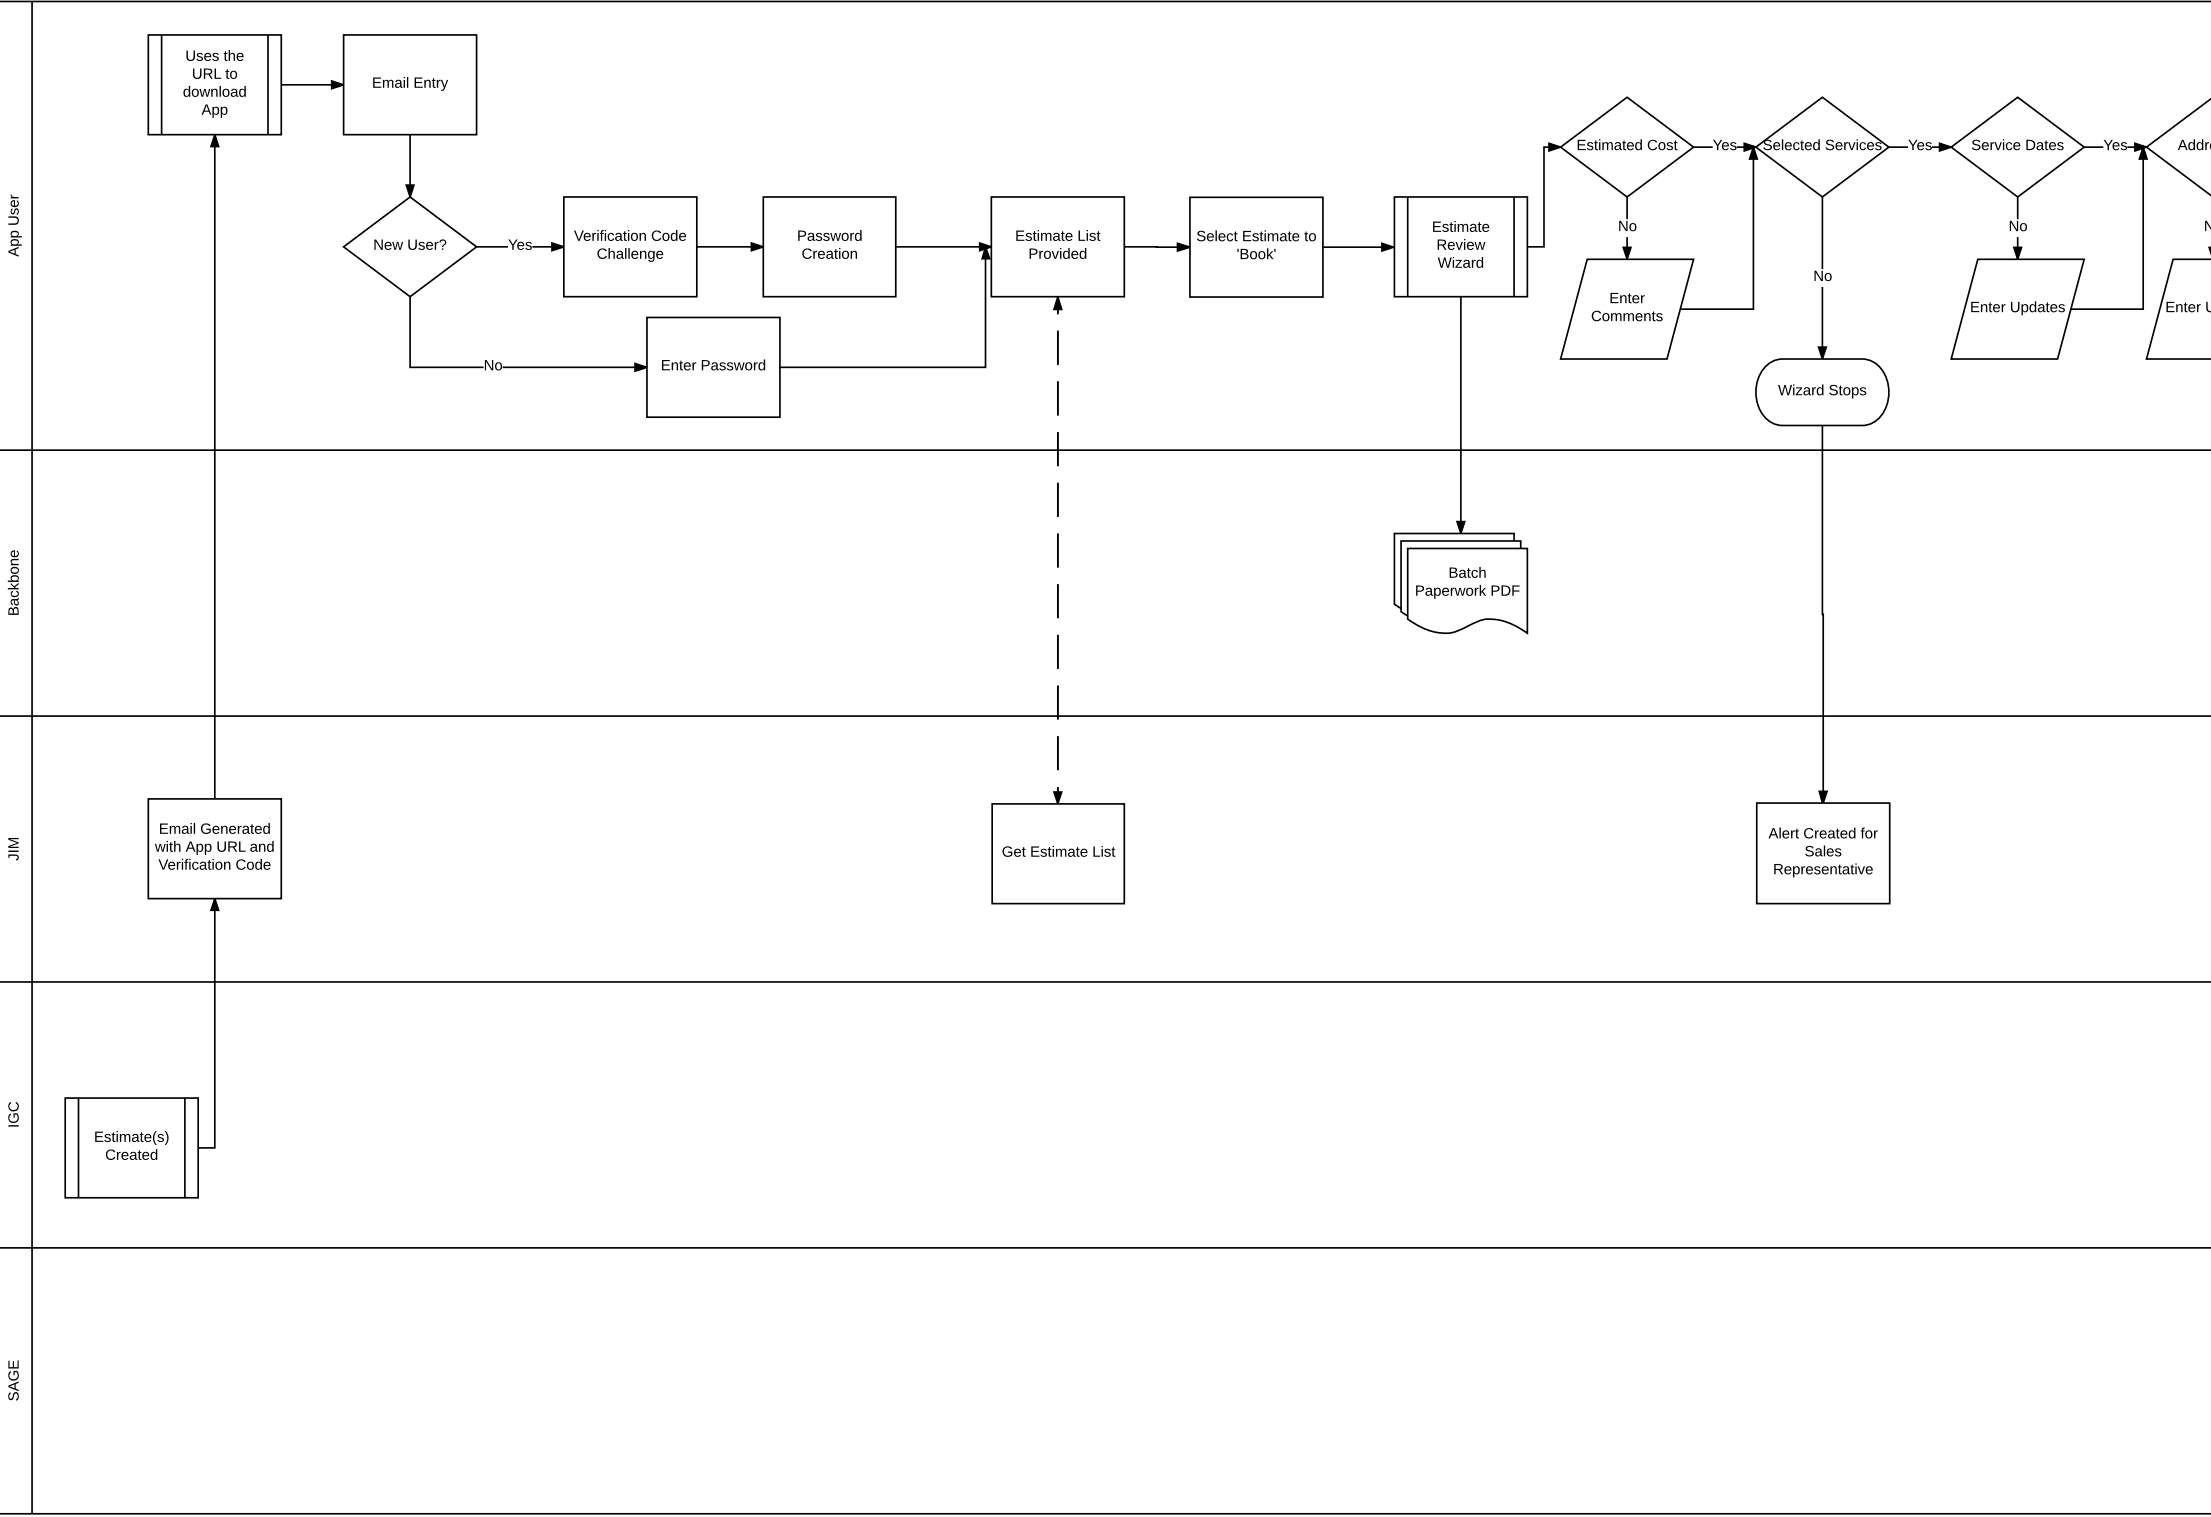 App User
Uses the
URL to
download
App
Email Entry
New User?
Yes
Verification Code
Challenge
Password
Creation
No
Enter Password
Estimate List
Provided
Select Estimate to
'Book'
Estimate
Review
Wizard
Estimated Cost
Yes
No
Enter
Comments
Selected Services
Yes
No
Wizard Stops
Service Dates
Yes
No
Enter Updates
Enter
Backbone
Batch
Paperwork PDF
JIM
Email Generated
with App URL and
Verification Code
Get Estimate List
Alert Created for
Sales
Representative
IGC
Estimate(s)
Created
SAGE